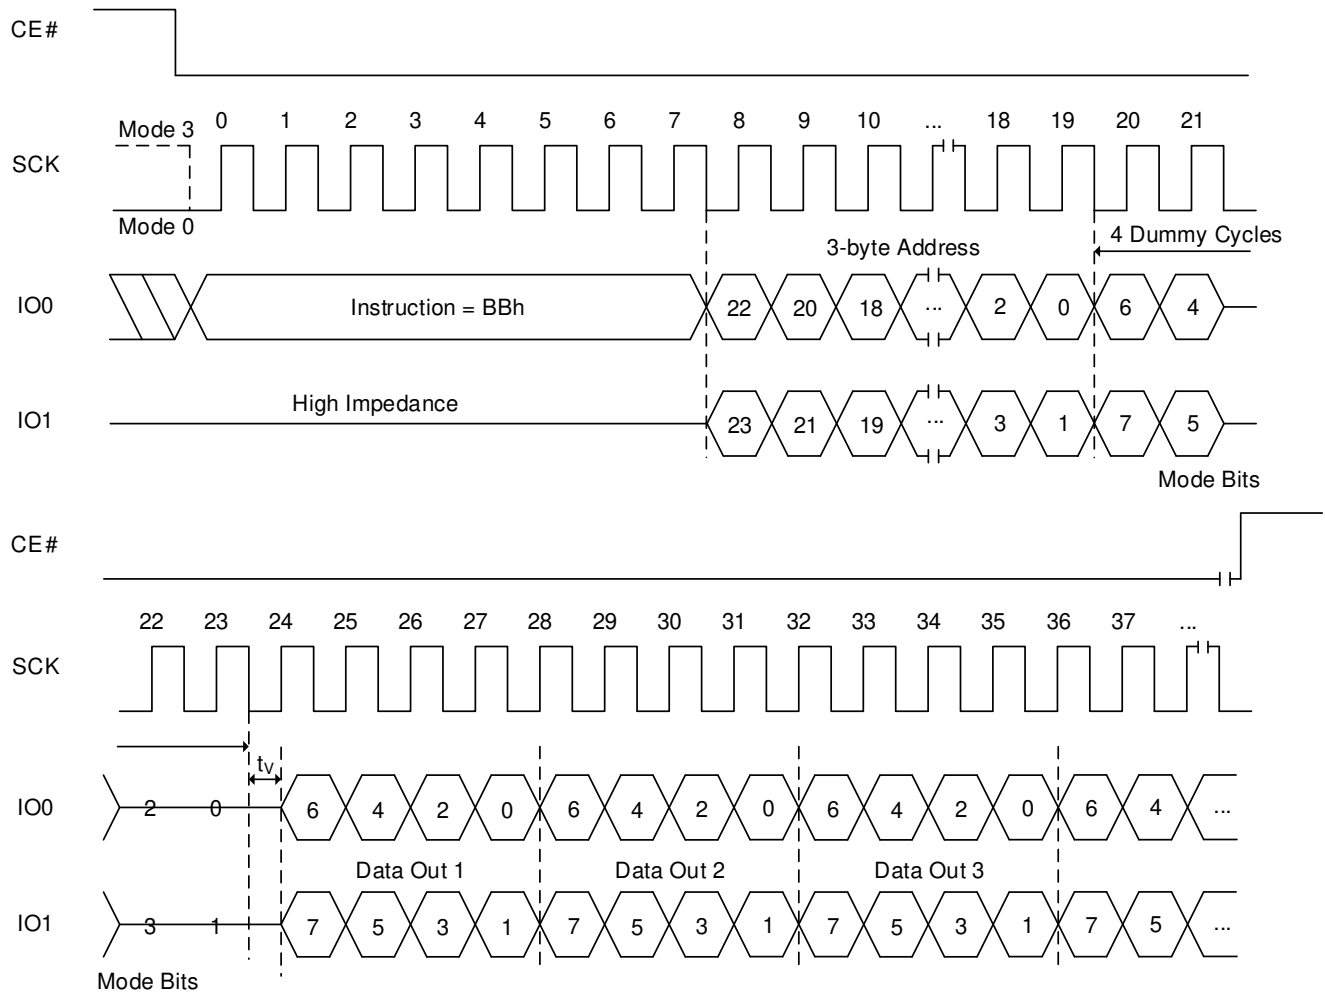 CE#
Mode 3 0 1 2 3 4 5 6 7 8 9 10 ... 18 19 20 21
SCK
Mode 0
3-byte Address 4 Dummy Cycles
IO0 Instruction = BBh 22 20 18 ... 2 0 6 4
High Impedance
IO1 23 21 19 ... 3 1 7 5
Mode Bits
CE#
22 23 24 25 26 27 28 29 30 31 32 33 34 35 36 37 ...
SCK
tV
IO0 2 0 6 4 2 0 6 4 2 0 6 4 2 0 6 4 ...
Data Out 1 Data Out 2 Data Out 3
IO1 3 1 7 5 3 1 7 5 3 1 7 5 3 1 7 5 ...
Mode Bits